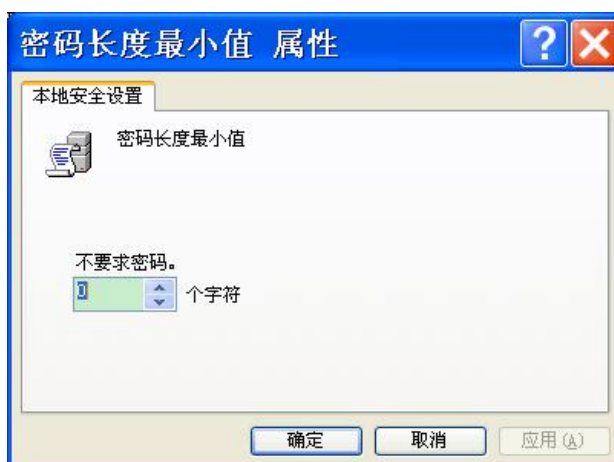 密码长度最小值 属性
本地安全设置
密码长度最小值
不要求密码。
0 个字符
确定 取消 应用(A)